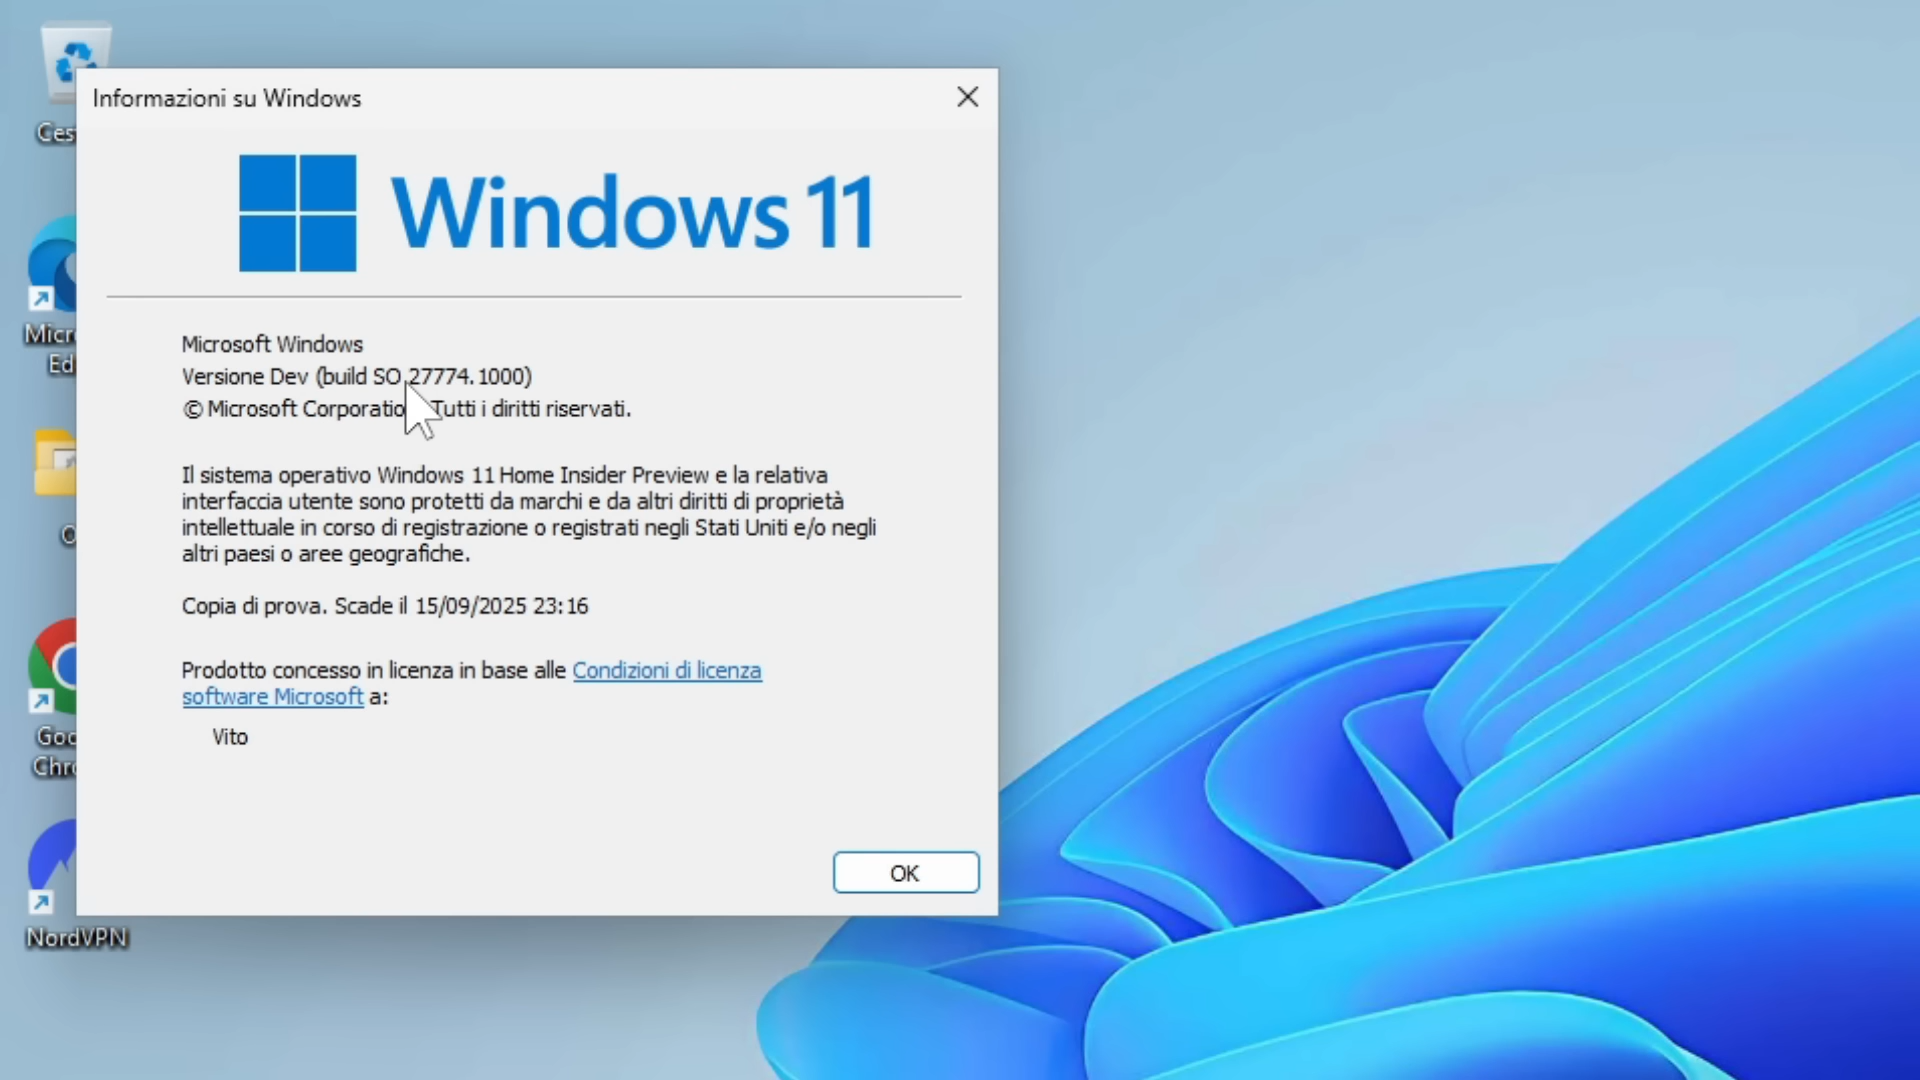 Informazioni su Windows
Windows 11
Microsoft Windows
Versione Dev (build SO 27774.1000)
© Microsoft Corporatio Tutti i diritti riservati.
Il sistema operativo Windows 11 Home Insider Preview e la relativa
interfaccia utente sono protetti da marchi e da altri diritti di proprietà
intellettuale in corso di registrazione o registrati negli Stati Uniti e/o negli
altri paesi o aree geografiche.
Copia di prova. Scade il 15/09/2025 23:16
Prodotto concesso in licenza in base alle Condizioni di licenza
software Microsoft a:
Vito
OK
NordVPN